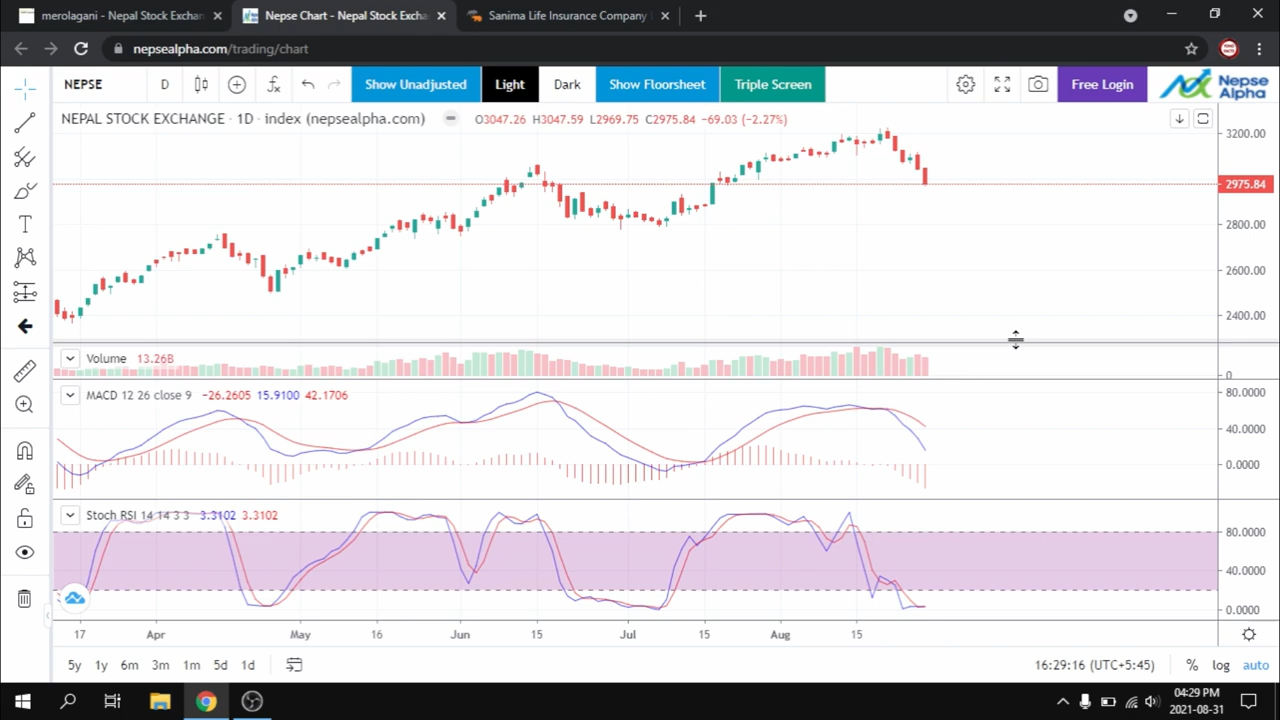 merolagani - Nepal Stock Exchan
Nepse Chart - Nepal Stock Excha
Sanima Life Insurance Company
nepsealpha.com/trading/chart
NEPSE D Show Unadjusted Light Dark Show Floorsheet Triple Screen Free Login Nepse Alpha
NEPAL STOCK EXCHANGE · 1D · index (nepsealpha.com) O3047.26 H3047.59 L2969.75 C2975.84 −69.03 (−2.27%)
3200.00
2975.84
2800.00
2600.00
2400.00
Volume 13.26B
0
MACD 12 26 close 9 −26.2605 15.9100 42.1706
80.0000
40.0000
0.0000
Stoch RSI 14 14 3 3 3.3102 3.3102
80.0000
40.0000
0.0000
17 Apr May 16 Jun 15 Jul 15 Aug 15
5y 1y 6m 3m 1m 5d 1d 16:29:16 (UTC+5:45) % log auto
04:29 PM
2021-08-31